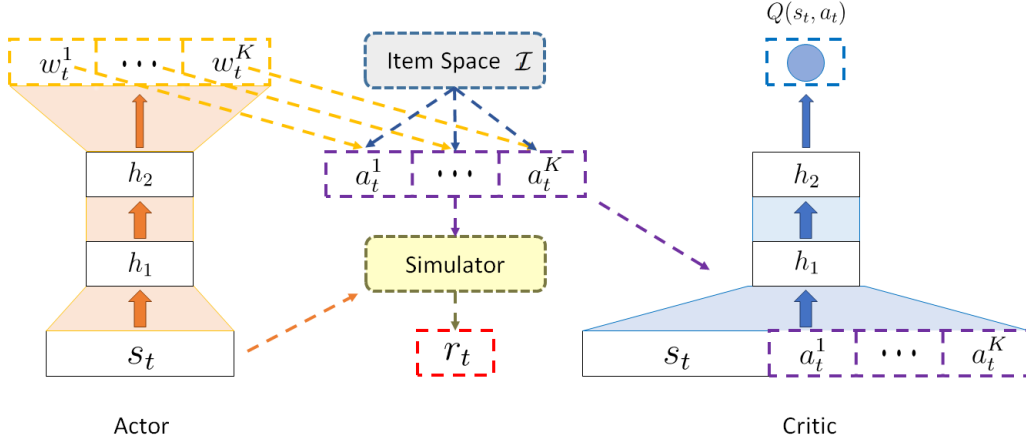 Q(s_t, a_t)
w_t^1 ⋯ w_t^K
Item Space ℐ
h_2
a_t^1 ⋯ a_t^K
h_2
h_1
Simulator
h_1
s_t
r_t
s_t a_t^1 ⋯ a_t^K
Actor
Critic